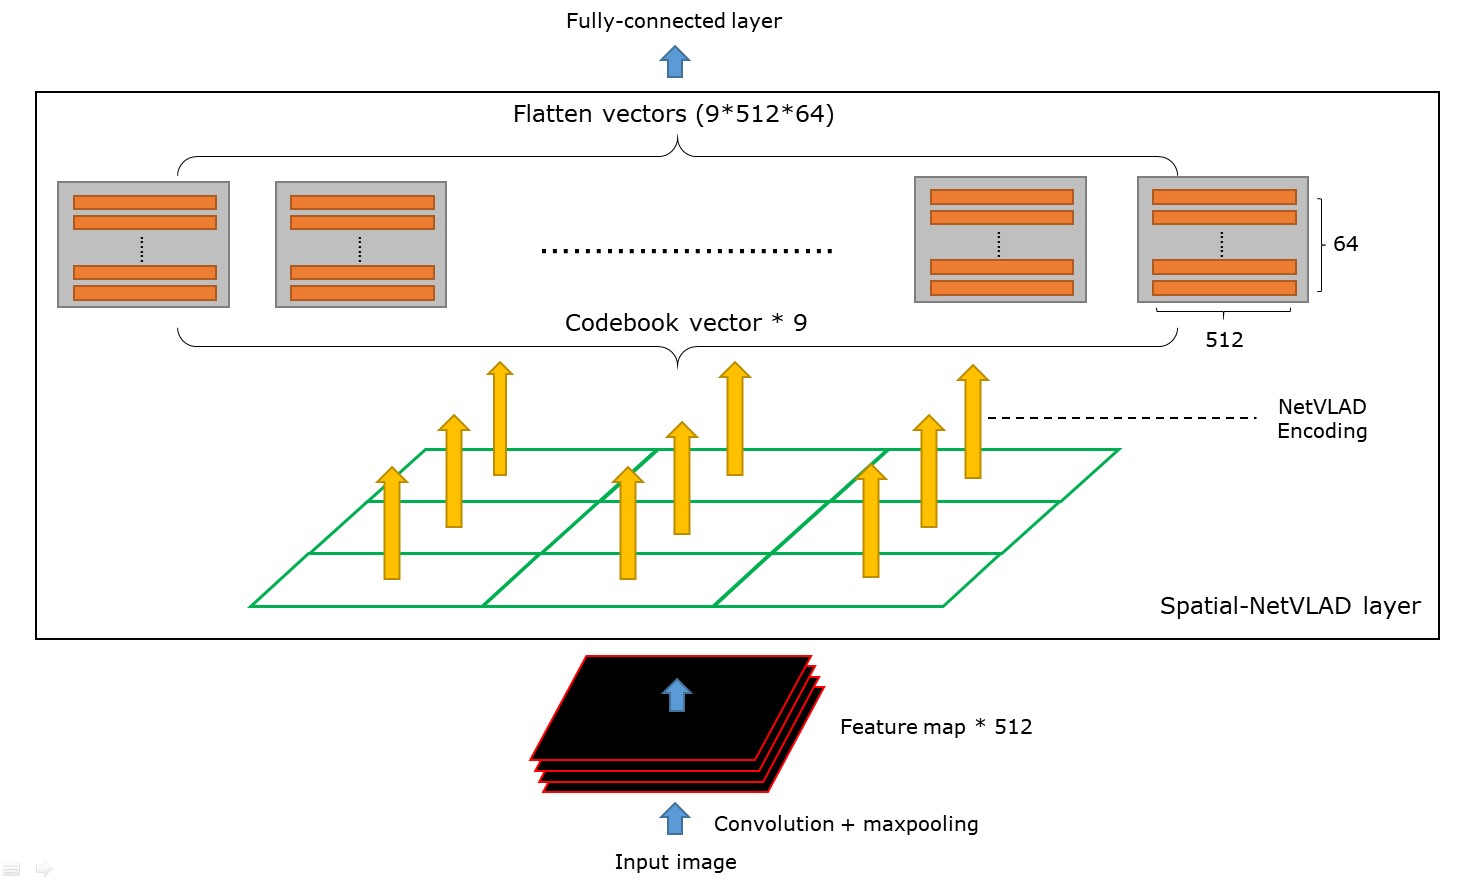 Fully-connected layer
Flatten vectors (9*512*64)
64
Codebook vector * 9
512
NetVLAD
Encoding
Spatial-NetVLAD layer
Feature map * 512
Convolution + maxpooling
Input image